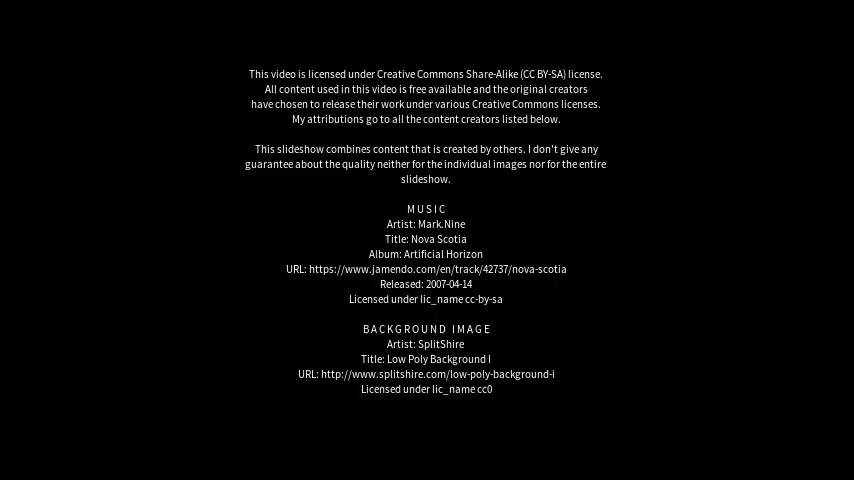 This video is licensed under Creative Commons Share-Alike (CC BY-SA) license.
All content used in this video is free available and the original creators
have chosen to release their work under various Creative Commons licenses.
My attributions go to all the content creators listed below.
This slideshow combines content that is created by others. I don't give any
guarantee about the quality neither for the individual images nor for the entire
slideshow.
MUSIC
Artist: Mark.Nine
Title: Nova Scotia
Album: Artificial Horizon
URL: https://www.jamendo.com/en/track/42737/nova-scotia
Released: 2007-04-14
Licensed under lic_name cc-by-sa
BACKGROUND IMAGE
Artist: SplitShire
Title: Low Poly Background I
URL: http://www.splitshire.com/low-poly-background-i
Licensed under lic_name cc0